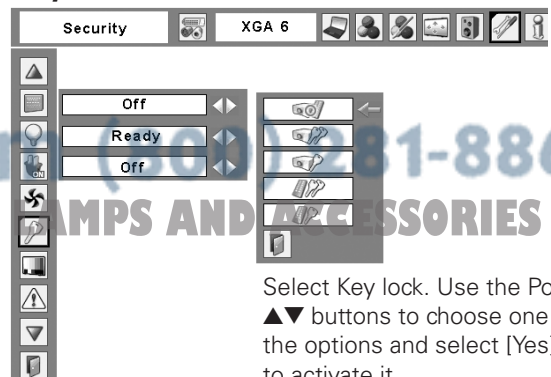 Security XGA 6
Off
Ready
Off
ON
m (800) 281-886
LAMPS AND ACCESSORIES
Select Key lock. Use the Po
▲▼ buttons to choose one
the options and select [Yes]
to activate it.